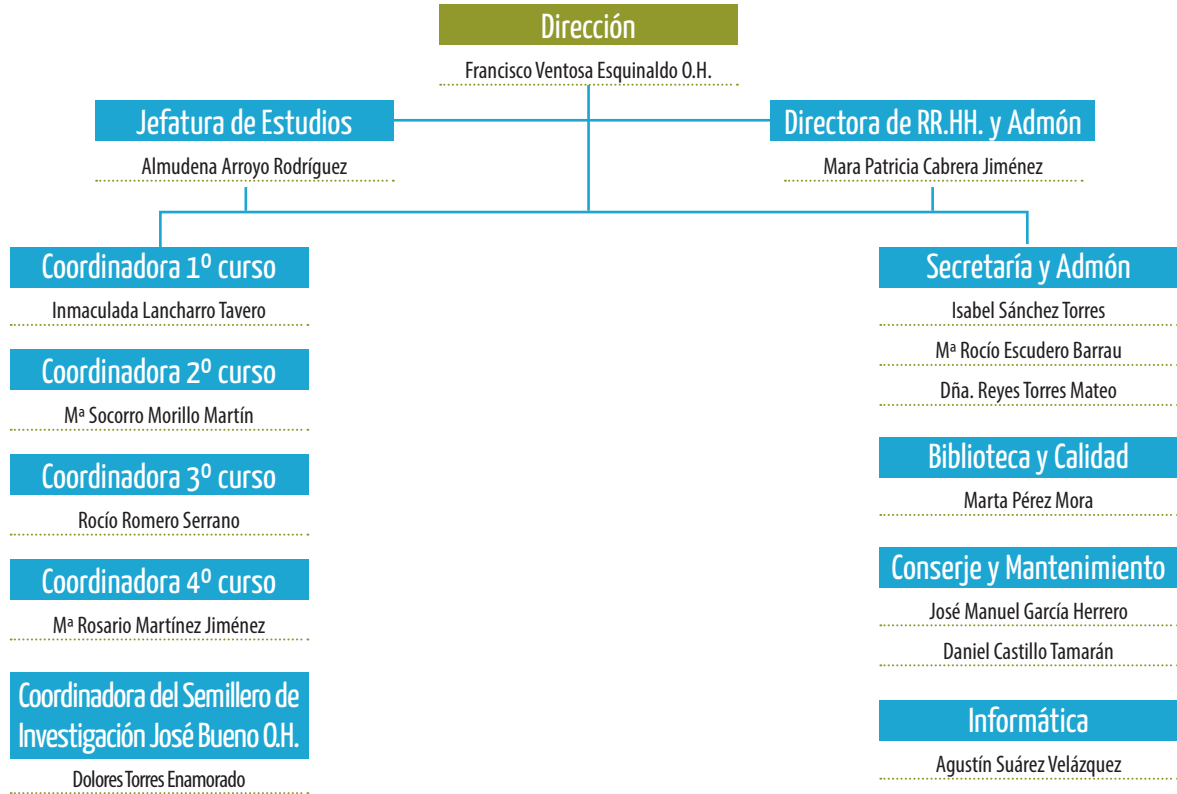 Dirección
Francisco Ventosa Esquinaldo O.H.
Jefatura de Estudios
Almudena Arroyo Rodríguez
Directora de RR.HH. y Admón
Mara Patricia Cabrera Jiménez
Coordinadora 1º curso
Inmaculada Lancharro Tavero
Coordinadora 2º curso
Mª Socorro Morillo Martín
Coordinadora 3º curso
Rocío Romero Serrano
Coordinadora 4º curso
Mª Rosario Martínez Jiménez
Coordinadora del Semillero de
Investigación José Bueno O.H.
Dolores Torres Enamorado
Secretaría y Admón
Isabel Sánchez Torres
Mª Rocío Escudero Barrau
Dña. Reyes Torres Mateo
Biblioteca y Calidad
Marta Pérez Mora
Conserje y Mantenimiento
José Manuel García Herrero
Daniel Castillo Tamarán
Informática
Agustín Suárez Velázquez